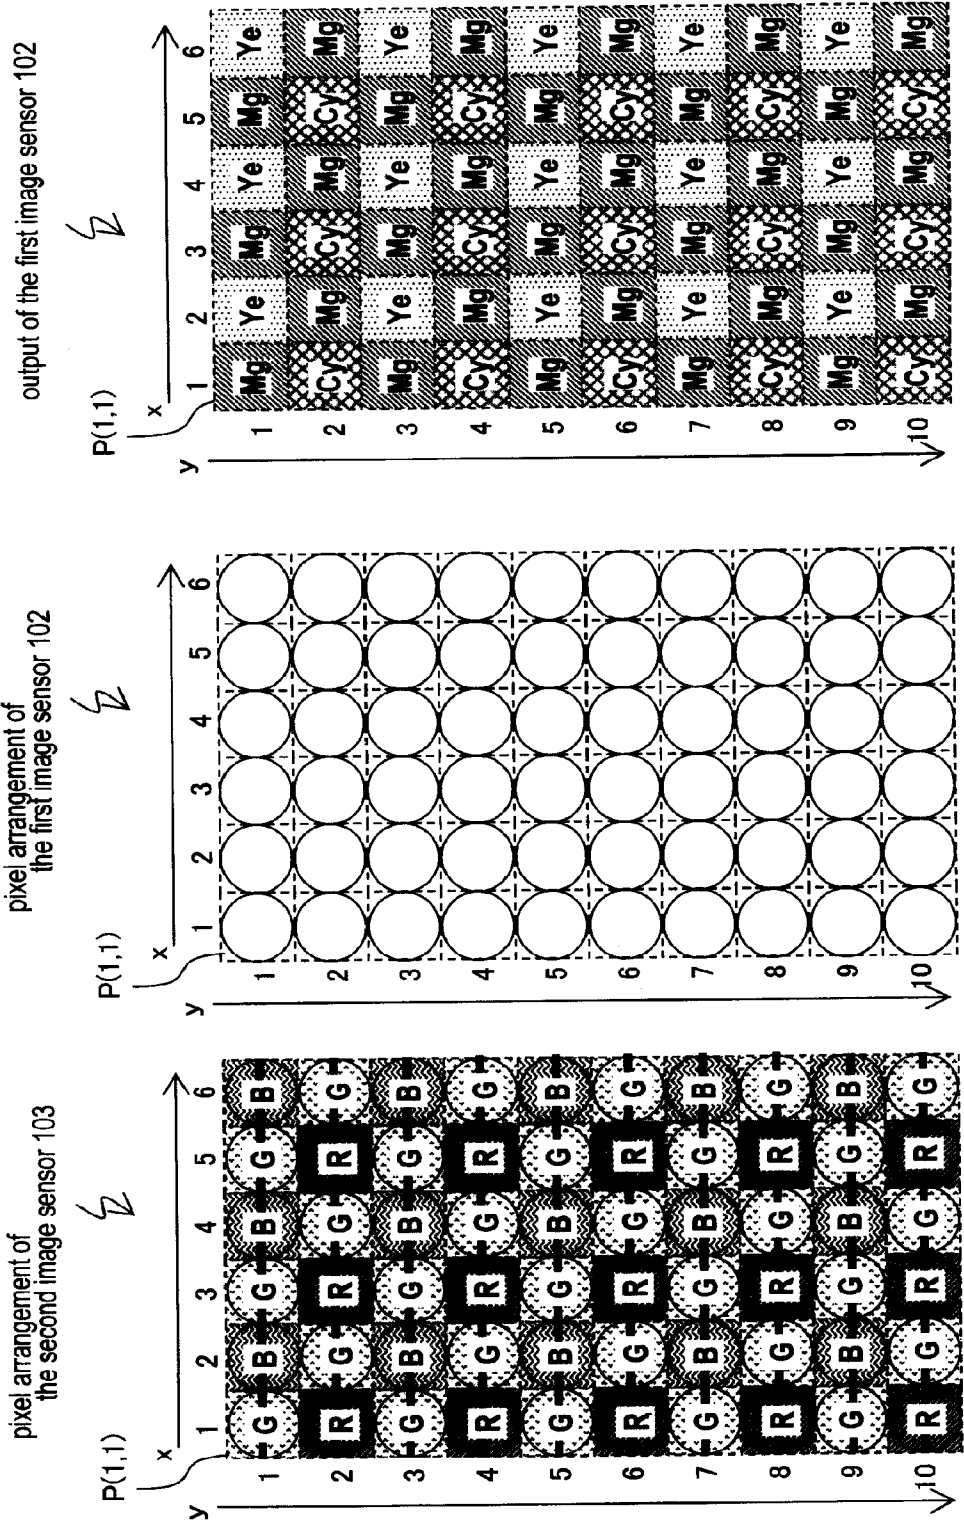 pixel arrangement of
the second image sensor 103
P(1,1)
x
y
1 2 3 4 5 6
1 G B G B G B
2 R G R G R G
3 G B G B G B
4 R G R G R G
5 G B G B G B
6 R G R G R G
7 G B G B G B
8 R G R G R G
9 G B G B G B
10 R G R G R G
pixel arrangement of
the first image sensor 102
P(1,1)
x
y
1 2 3 4 5 6
1
2
3
4
5
6
7
8
9
10
output of the first image sensor 102
P(1,1)
x
y
1 2 3 4 5 6
1 Mg Ye Mg Ye Mg Ye
2 Cy Mg Cy Mg Cy Mg
3 Mg Ye Mg Ye Mg Ye
4 Cy Mg Cy Mg Cy Mg
5 Mg Ye Mg Ye Mg Ye
6 Cy Mg Cy Mg Cy Mg
7 Mg Ye Mg Ye Mg Ye
8 Cy Mg Cy Mg Cy Mg
9 Mg Ye Mg Ye Mg Ye
10 Cy Mg Cy Mg Cy Mg